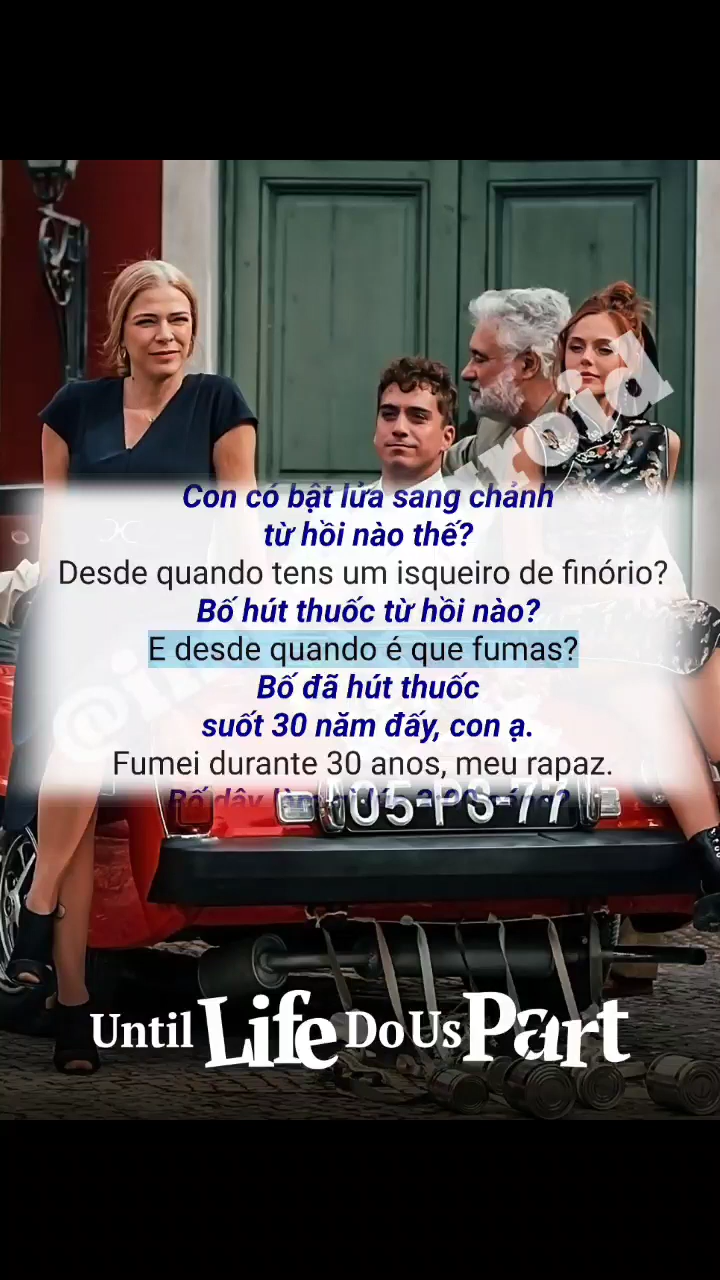 Con có bật lửa sang chảnh
từ hồi nào thế?
Desde quando tens um isqueiro de finório?
Bố hút thuốc từ hồi nào?
E desde quando é que fumas?
Bố đã hút thuốc
suốt 30 năm đấy, con ạ.
Fumei durante 30 anos, meu rapaz.
05-PS-77
Until Life Do Us Part